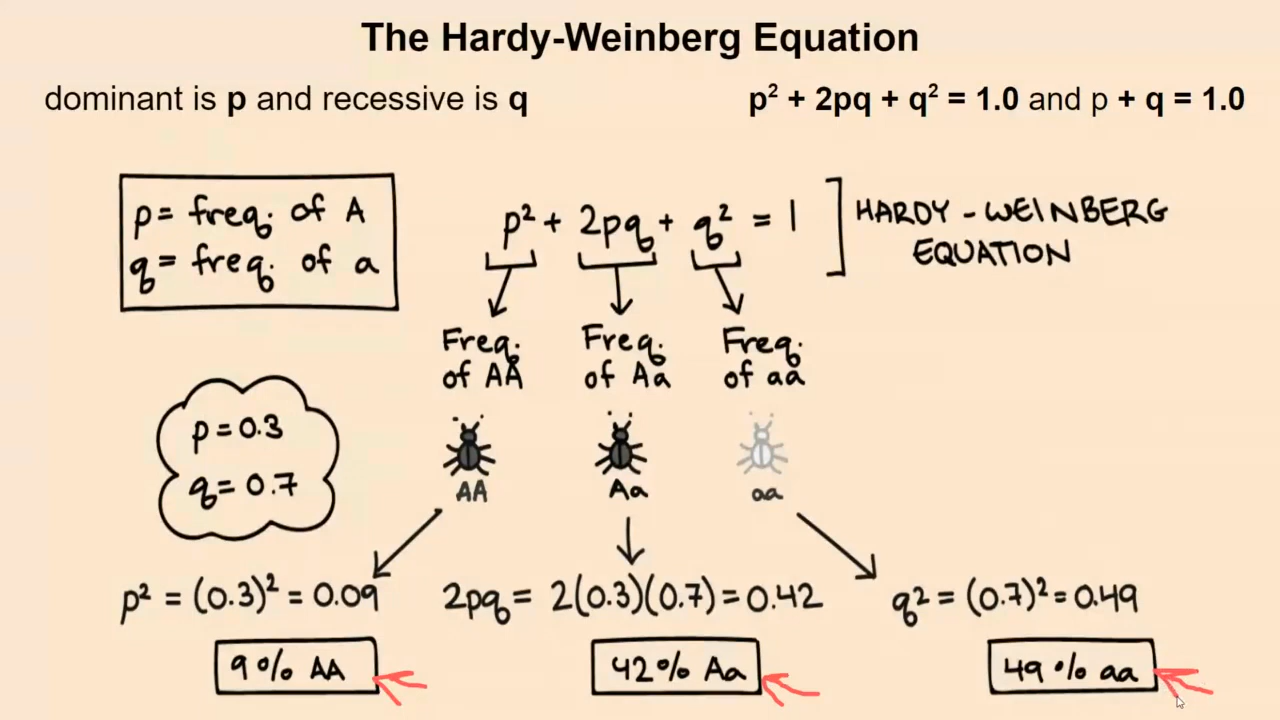 The Hardy-Weinberg Equation
dominant is p and recessive is q
p² + 2pq + q² = 1.0 and p + q = 1.0
p = freq. of A
q = freq. of a
p² + 2pq + q² = 1
HARDY - WEINBERG
EQUATION
Freq.
of AA
Freq.
of Aa
Freq.
of aa
p = 0.3
q = 0.7
AA
Aa
aa
p² = (0.3)² = 0.09
2pq = 2(0.3)(0.7) = 0.42
q² = (0.7)² = 0.49
9% AA
42% Aa
49% aa